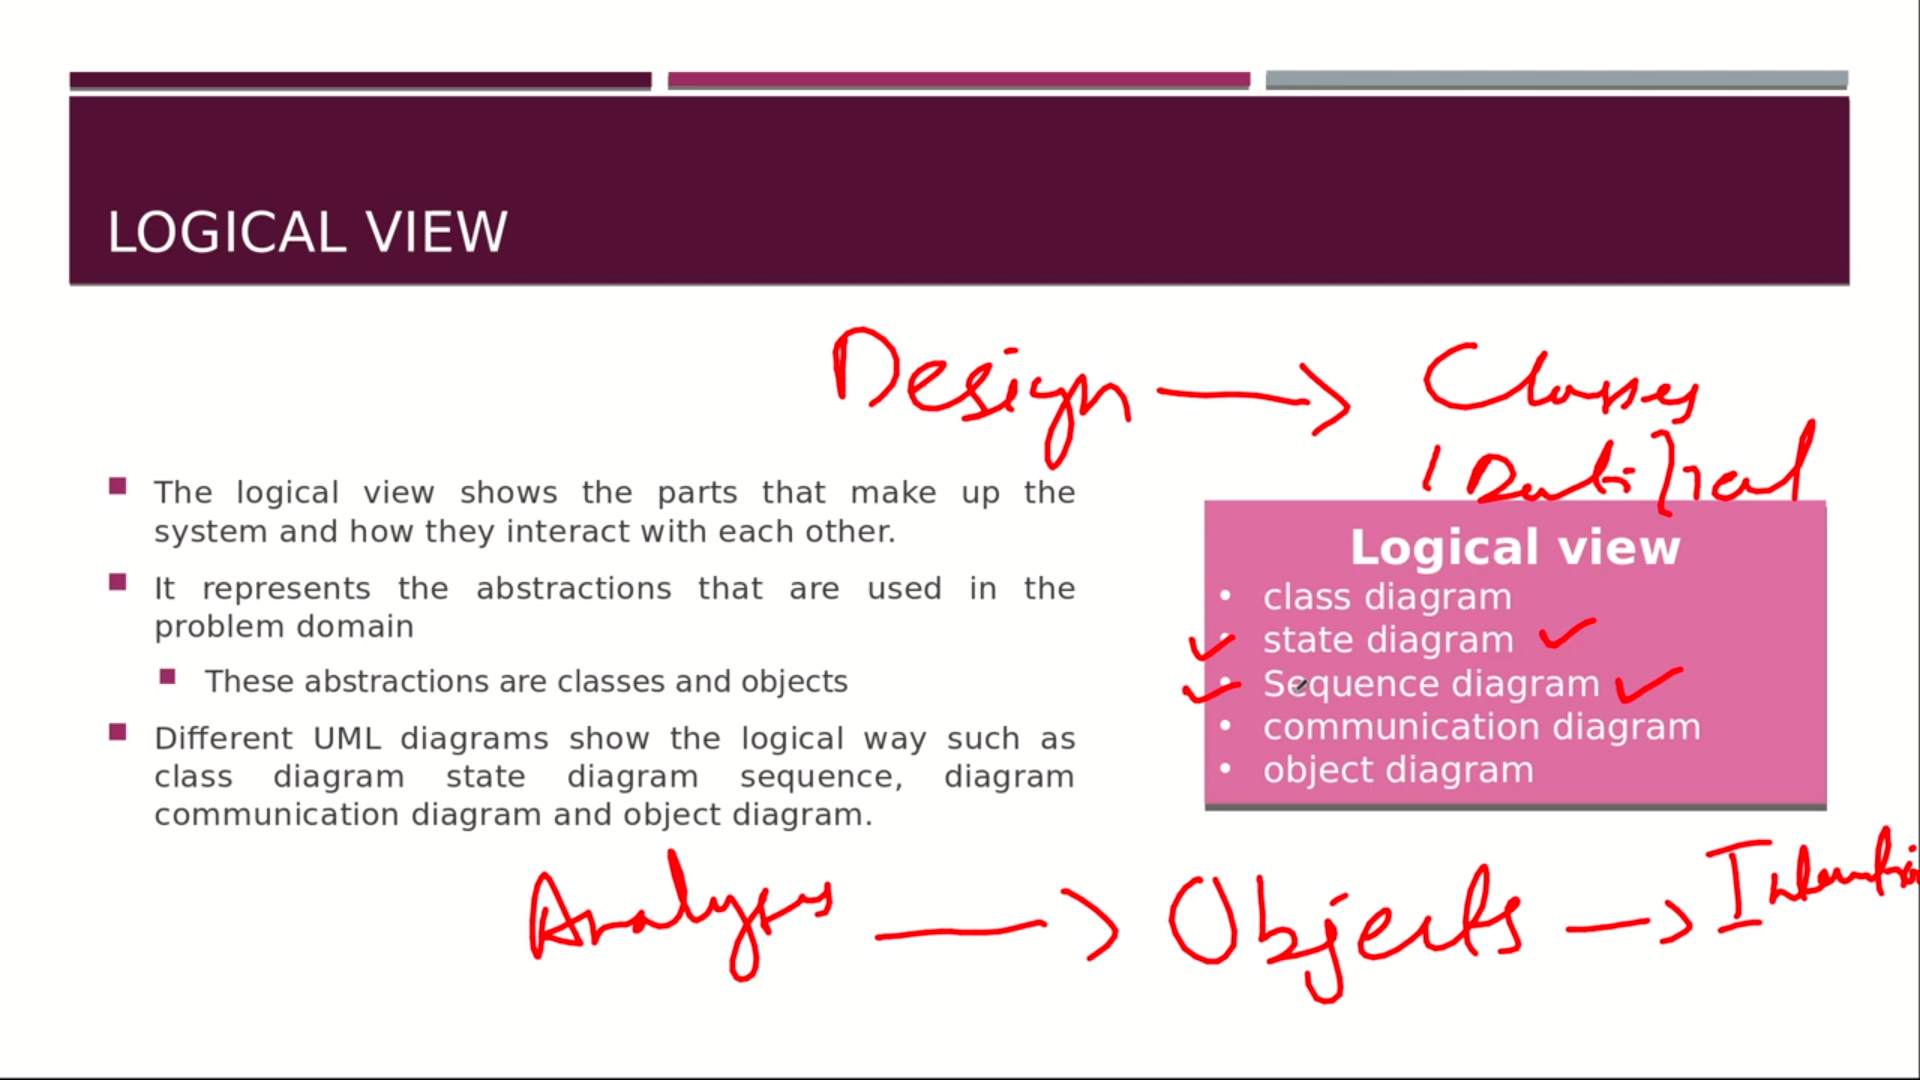 LOGICAL VIEW
Design → Classes
The logical view shows the parts that make up the
system and how they interact with each other.
It represents the abstractions that are used in the
problem domain
These abstractions are classes and objects
Different UML diagrams show the logical way such as
class diagram state diagram sequence, diagram
communication diagram and object diagram.
Logical view
• class diagram
• state diagram ✓
• Sequence diagram ✓
• communication diagram
• object diagram
Analysis → Objects →